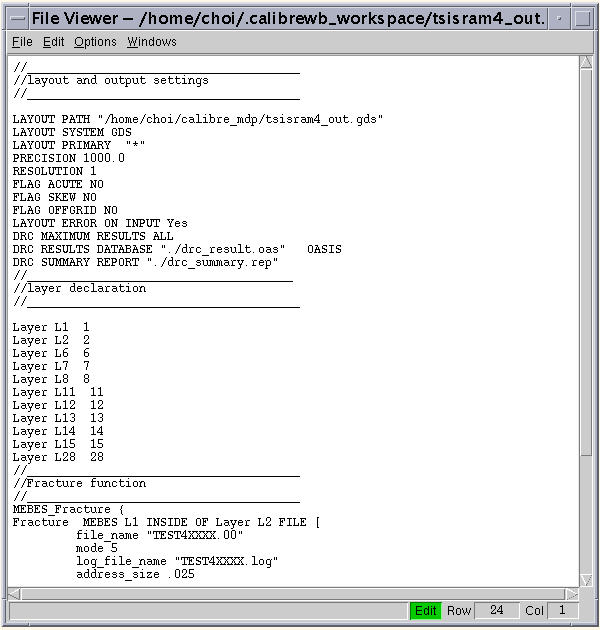 File Viewer – /home/choi/.calibrewb_workspace/tsisram4_out.
File Edit Options Windows
//________________________________________
//layout and output settings
//________________________________________
LAYOUT PATH "/home/choi/calibre_mdp/tsisram4_out.gds"
LAYOUT SYSTEM GDS
LAYOUT PRIMARY "*"
PRECISION 1000.0
RESOLUTION 1
FLAG ACUTE NO
FLAG SKEW NO
FLAG OFFGRID NO
LAYOUT ERROR ON INPUT Yes
DRC MAXIMUM RESULTS ALL
DRC RESULTS DATABASE "./drc_result.oas" OASIS
DRC SUMMARY REPORT "./drc_summary.rep"
//_______________________________________
//layer declaration
//________________________________________
Layer L1 1
Layer L2 2
Layer L6 6
Layer L7 7
Layer L8 8
Layer L11 11
Layer L12 12
Layer L13 13
Layer L14 14
Layer L15 15
Layer L28 28
//________________________________________
//Fracture function
//________________________________________
MEBES_Fracture {
Fracture MEBES L1 INSIDE OF Layer L2 FILE [
file_name "TEST4XXXX.00"
mode 5
log_file_name "TEST4XXXX.log"
address_size .025
Edit Row 24 Col 1